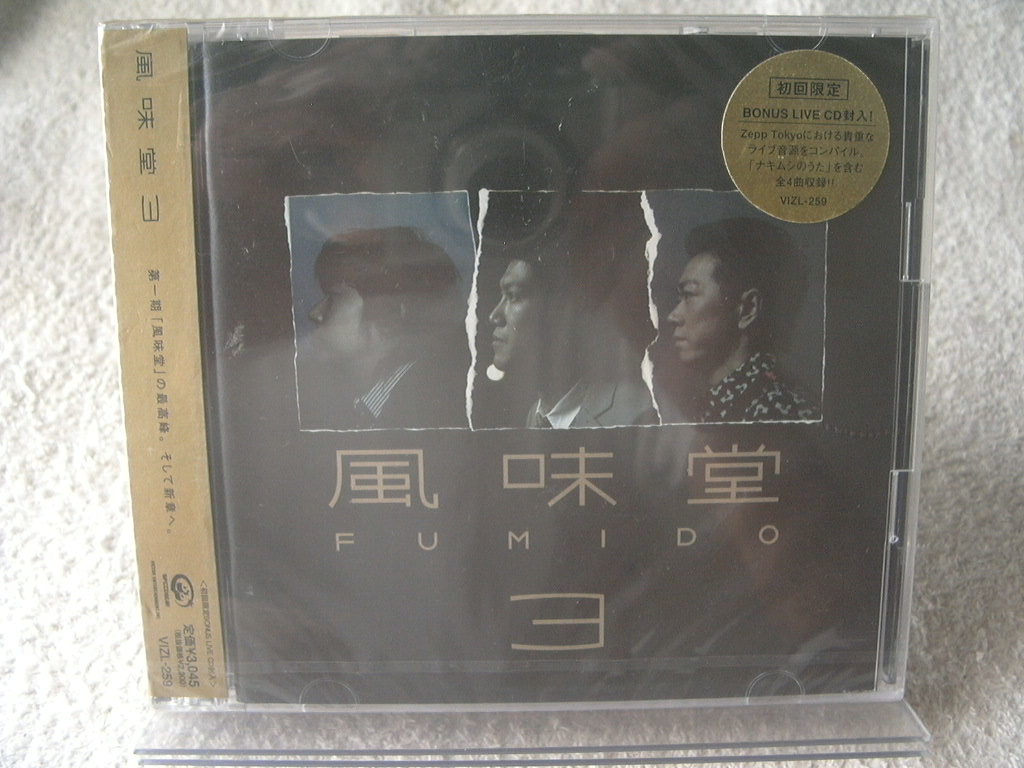 風味堂3
第一期「風味堂」の最高峰。そして新章へ。
定価¥3,045
VIZL-259
初回限定
BONUS LIVE CD封入!
Zepp Tokyoにおける貴重な
ライブ音源をコンパイル。
「ナキムシのうた」を含む
全4曲収録!!
VIZL-259
風味堂
FUMIDO
3